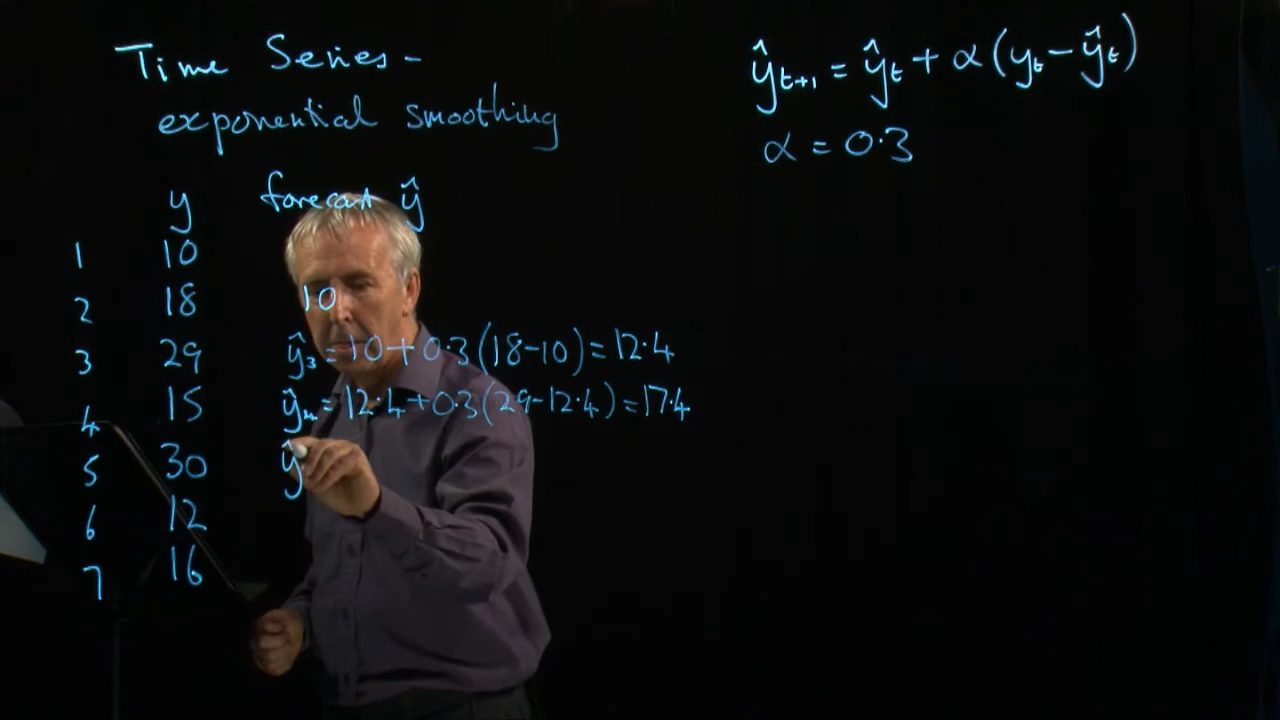 Time Series -
exponential smoothing
ŷt+1 = ŷt + α(yt − ŷt)
α = 0.3
y forecast ŷ
1 10
2 18 10
3 29 ŷ3 = 10 + 0.3(18-10) = 12.4
4 15 ŷ4 = 12.4 + 0.3(29-12.4) = 17.4
5 30 ŷ
6 12
7 16